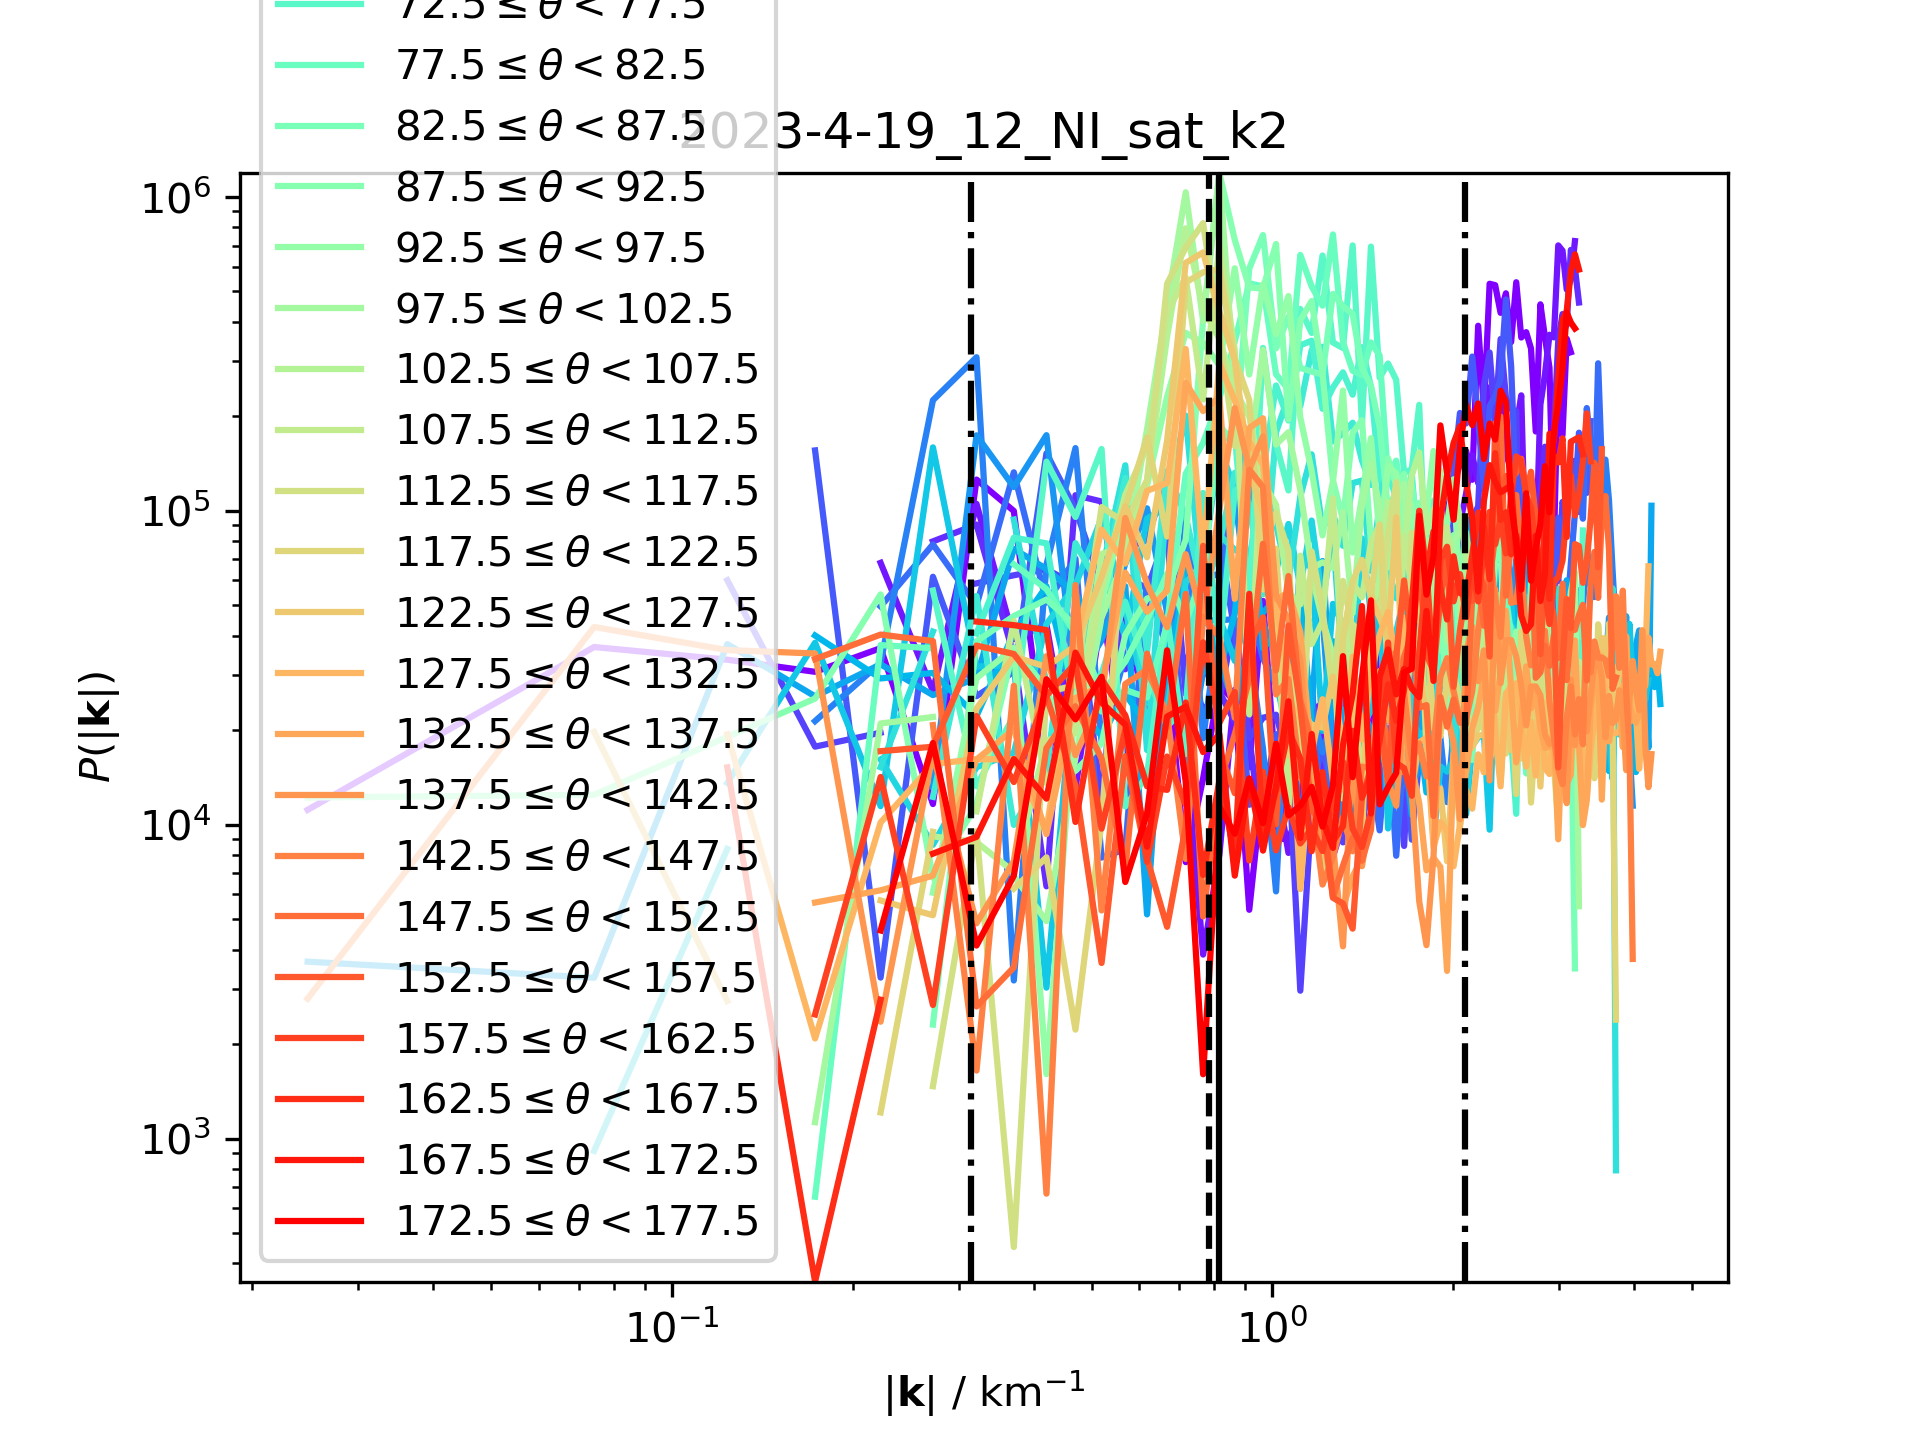 72.5 ≤ θ < 77.5
77.5 ≤ θ < 82.5
82.5 ≤ θ < 87.5
2023-4-19_12_NI_sat_k2
87.5 ≤ θ < 92.5
92.5 ≤ θ < 97.5
97.5 ≤ θ < 102.5
102.5 ≤ θ < 107.5
107.5 ≤ θ < 112.5
112.5 ≤ θ < 117.5
117.5 ≤ θ < 122.5
122.5 ≤ θ < 127.5
127.5 ≤ θ < 132.5
132.5 ≤ θ < 137.5
137.5 ≤ θ < 142.5
142.5 ≤ θ < 147.5
147.5 ≤ θ < 152.5
152.5 ≤ θ < 157.5
157.5 ≤ θ < 162.5
162.5 ≤ θ < 167.5
167.5 ≤ θ < 172.5
172.5 ≤ θ < 177.5
10⁶
10⁵
10⁴
10³
P(|k|)
10⁻¹
10⁰
|k| / km⁻¹